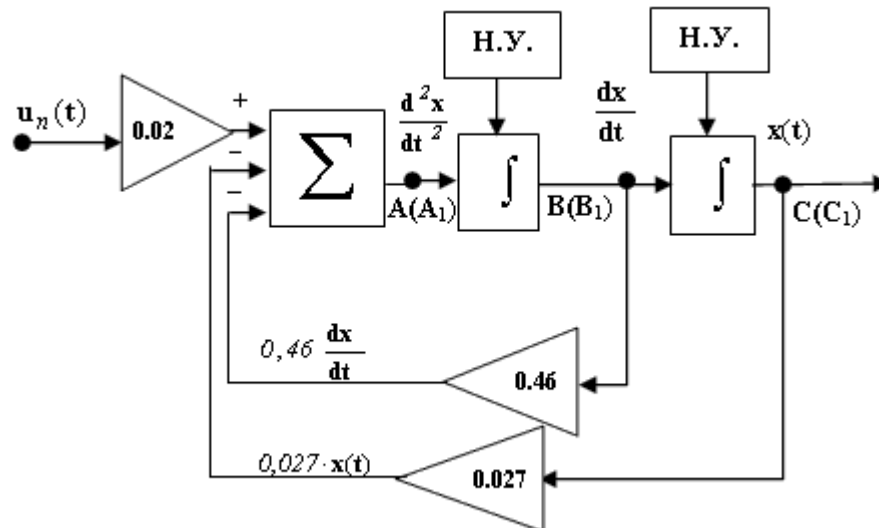 Н.У.
Н.У.
uₙ(t)
0.02
+
−
−
∑
d²x
dt²
∫
dx
dt
∫
x(t)
A(A₁)
B(B₁)
C(C₁)
0,46 dx
dt
0.46
0,027·x(t)
0.027